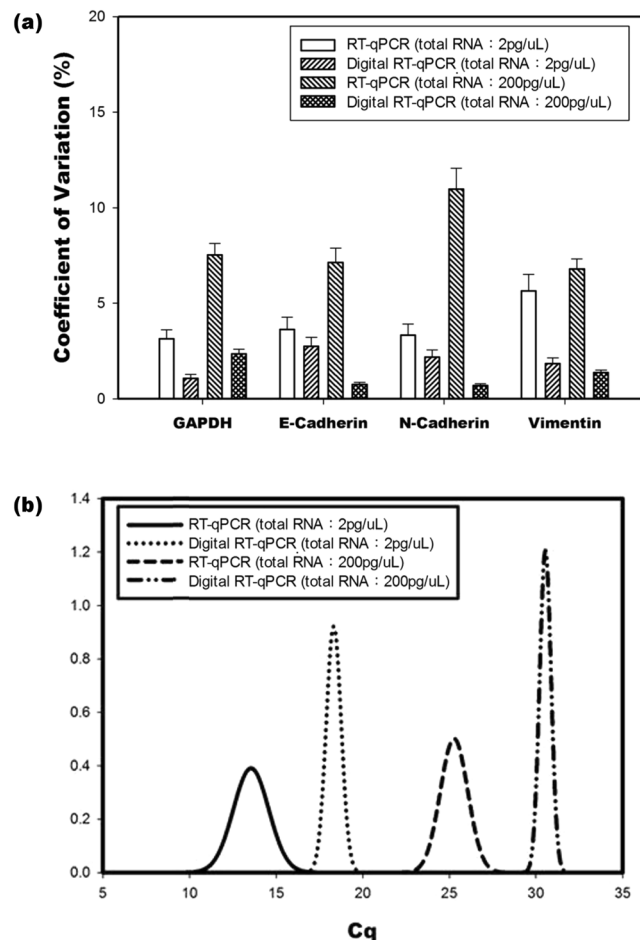 (a)
20
15
10
5
0
Coefficient of Variation (%)
RT-qPCR (total RNA : 2pg/uL)
Digital RT-qPCR (total RNA : 2pg/uL)
RT-qPCR (total RNA : 200pg/uL)
Digital RT-qPCR (total RNA : 200pg/uL)
GAPDH E-Cadherin N-Cadherin Vimentin
(b)
1.4
1.2
1.0
0.8
0.6
0.4
0.2
0.0
RT-qPCR (total RNA : 2pg/uL)
Digital RT-qPCR (total RNA : 2pg/uL)
RT-qPCR (total RNA : 200pg/uL)
Digital RT-qPCR (total RNA : 200pg/uL)
5 10 15 20 25 30 35
Cq